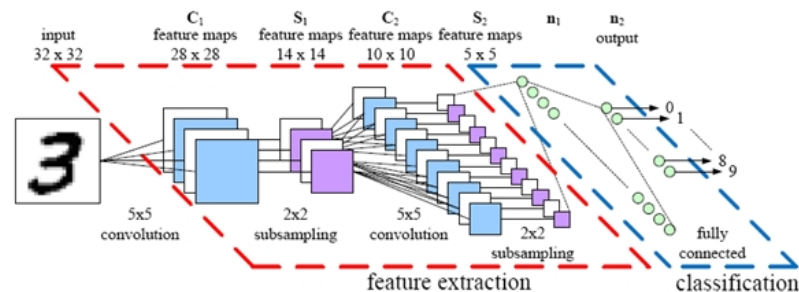 C1 S1 C2 S2 n1 n2
input feature maps feature maps feature maps feature maps output
32 x 32 28 x 28 14 x 14 10 x 10 5 x 5
0
1
8
9
5x5 2x2 5x5 2x2 fully
convolution subsampling convolution subsampling connected
feature extraction classification